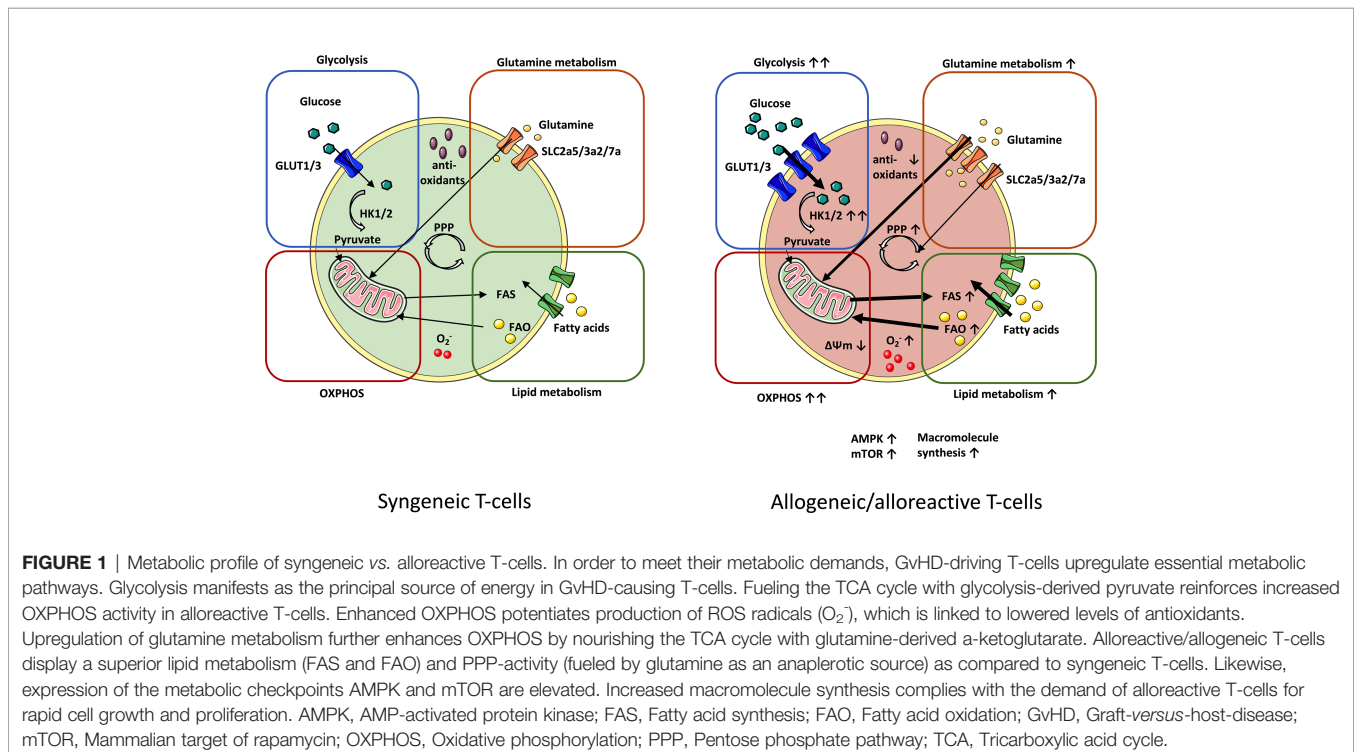 Glycolysis
Glutamine metabolism
Glucose
Glutamine
SLC2a5/3a2/7a
GLUT1/3
anti-
oxidants
HK1/2
PPP
Pyruvate
FAS
FAO
Fatty acids
O₂⁻
OXPHOS
Lipid metabolism
Syngeneic T-cells
Glycolysis ↑↑
Glutamine metabolism ↑
Glucose
Glutamine
SLC2a5/3a2/7a
GLUT1/3
anti- ↓
oxidants
HK1/2 ↑↑
PPP ↑
Pyruvate
FAS ↑
FAO ↑
Fatty acids
ΔΨm ↓
O₂⁻ ↑
OXPHOS ↑↑
Lipid metabolism ↑
AMPK ↑
mTOR ↑
Macromolecule
synthesis ↑
Allogeneic/alloreactive T-cells
FIGURE 1 | Metabolic profile of syngeneic vs. alloreactive T-cells. In order to meet their metabolic demands, GvHD-driving T-cells upregulate essential metabolic
pathways. Glycolysis manifests as the principal source of energy in GvHD-causing T-cells. Fueling the TCA cycle with glycolysis-derived pyruvate reinforces increased
OXPHOS activity in alloreactive T-cells. Enhanced OXPHOS potentiates production of ROS radicals (O₂⁻), which is linked to lowered levels of antioxidants.
Upregulation of glutamine metabolism further enhances OXPHOS by nourishing the TCA cycle with glutamine-derived a-ketoglutarate. Alloreactive/allogeneic T-cells
display a superior lipid metabolism (FAS and FAO) and PPP-activity (fueled by glutamine as an anaplerotic source) as compared to syngeneic T-cells. Likewise,
expression of the metabolic checkpoints AMPK and mTOR are elevated. Increased macromolecule synthesis complies with the demand of alloreactive T-cells for
rapid cell growth and proliferation. AMPK, AMP-activated protein kinase; FAS, Fatty acid synthesis; FAO, Fatty acid oxidation; GvHD, Graft-versus-host-disease;
mTOR, Mammalian target of rapamycin; OXPHOS, Oxidative phosphorylation; PPP, Pentose phosphate pathway; TCA, Tricarboxylic acid cycle.